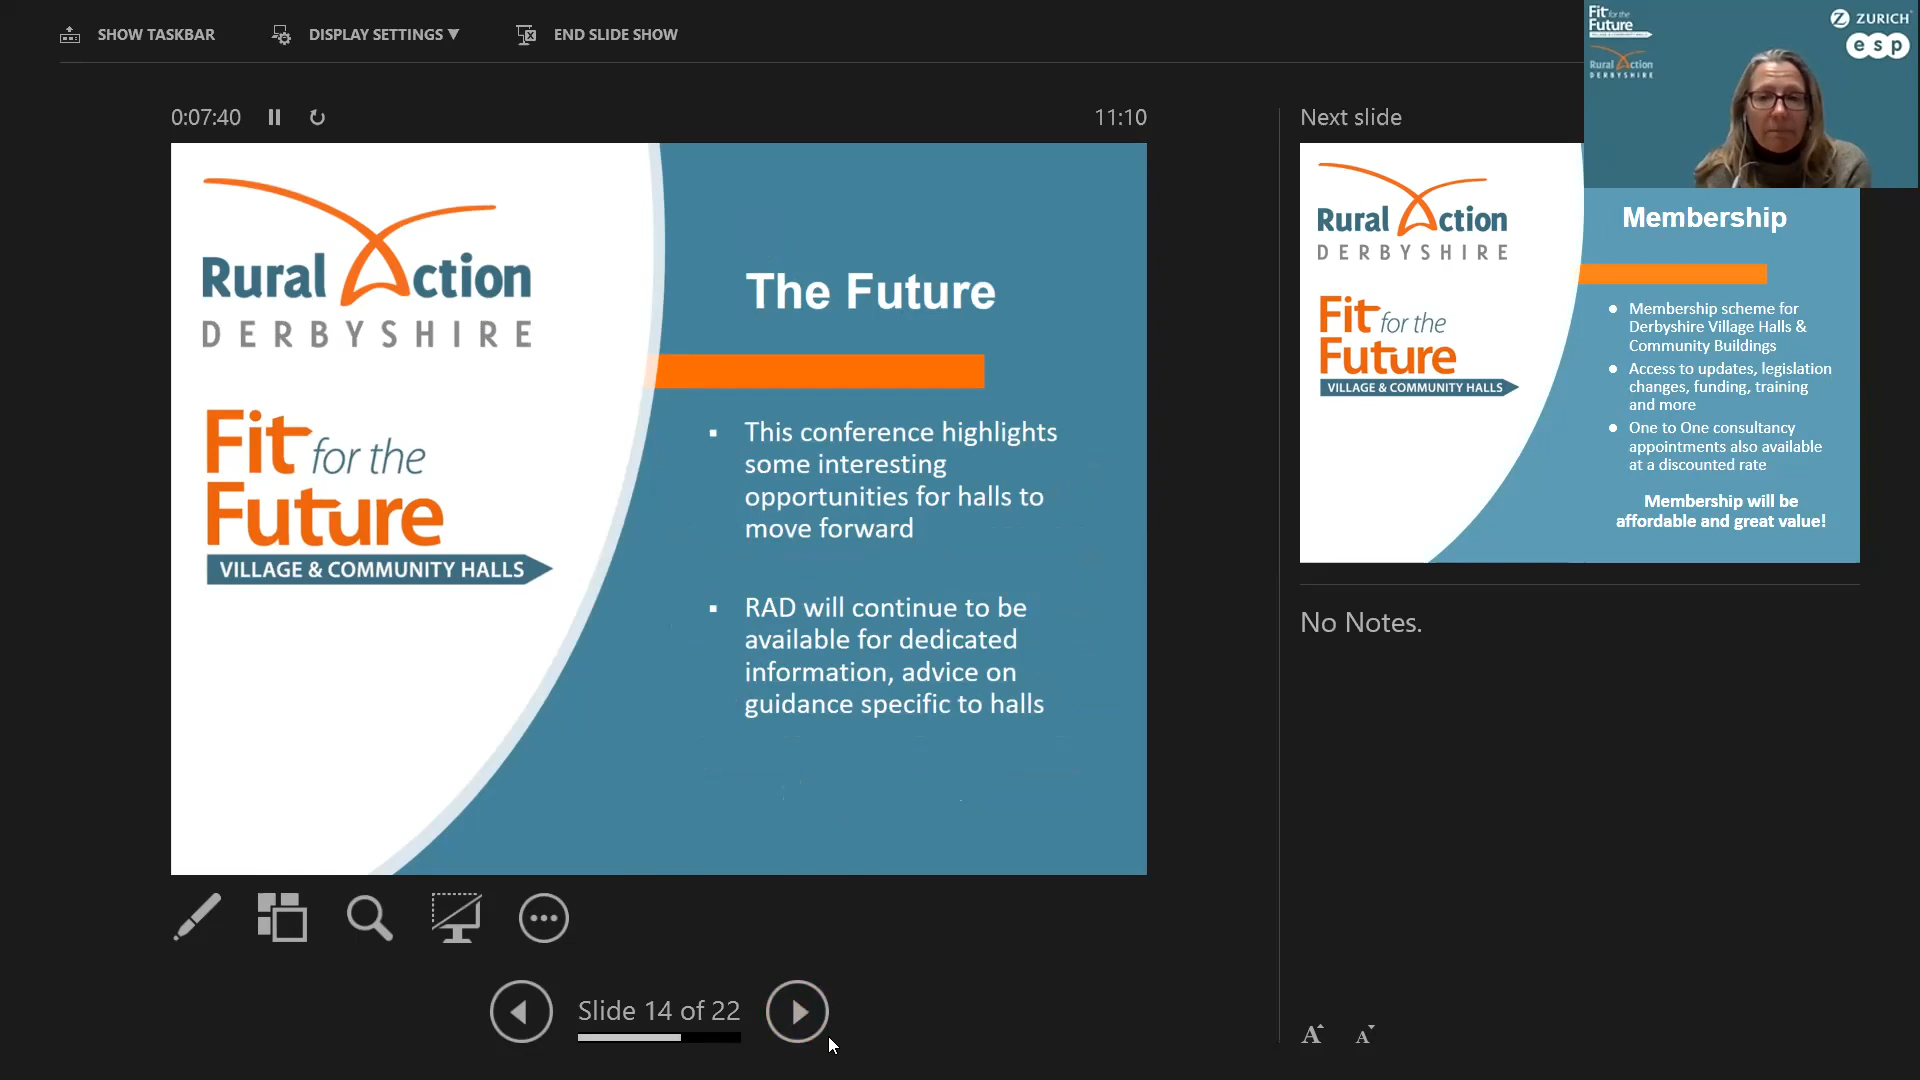 SHOW TASKBAR
DISPLAY SETTINGS ▼
END SLIDE SHOW
0:07:40
11:10
Rural Action
DERBYSHIRE
Fit for the
Future
VILLAGE & COMMUNITY HALLS
The Future
▪ This conference highlights
some interesting
opportunities for halls to
move forward
▪ RAD will continue to be
available for dedicated
information, advice on
guidance specific to halls
Slide 14 of 22
Next slide
Rural Action
DERBYSHIRE
Fit for the
Future
VILLAGE & COMMUNITY HALLS
Membership
● Membership scheme for
Derbyshire Village Halls &
Community Buildings
● Access to updates, legislation
changes, funding, training
and more
● One to One consultancy
appointments also available
at a discounted rate
Membership will be
affordable and great value!
No Notes.
A A
Fit for the
Future
VILLAGE & COMMUNITY HALLS
Rural Action
DERBYSHIRE
Z ZURICH
esp